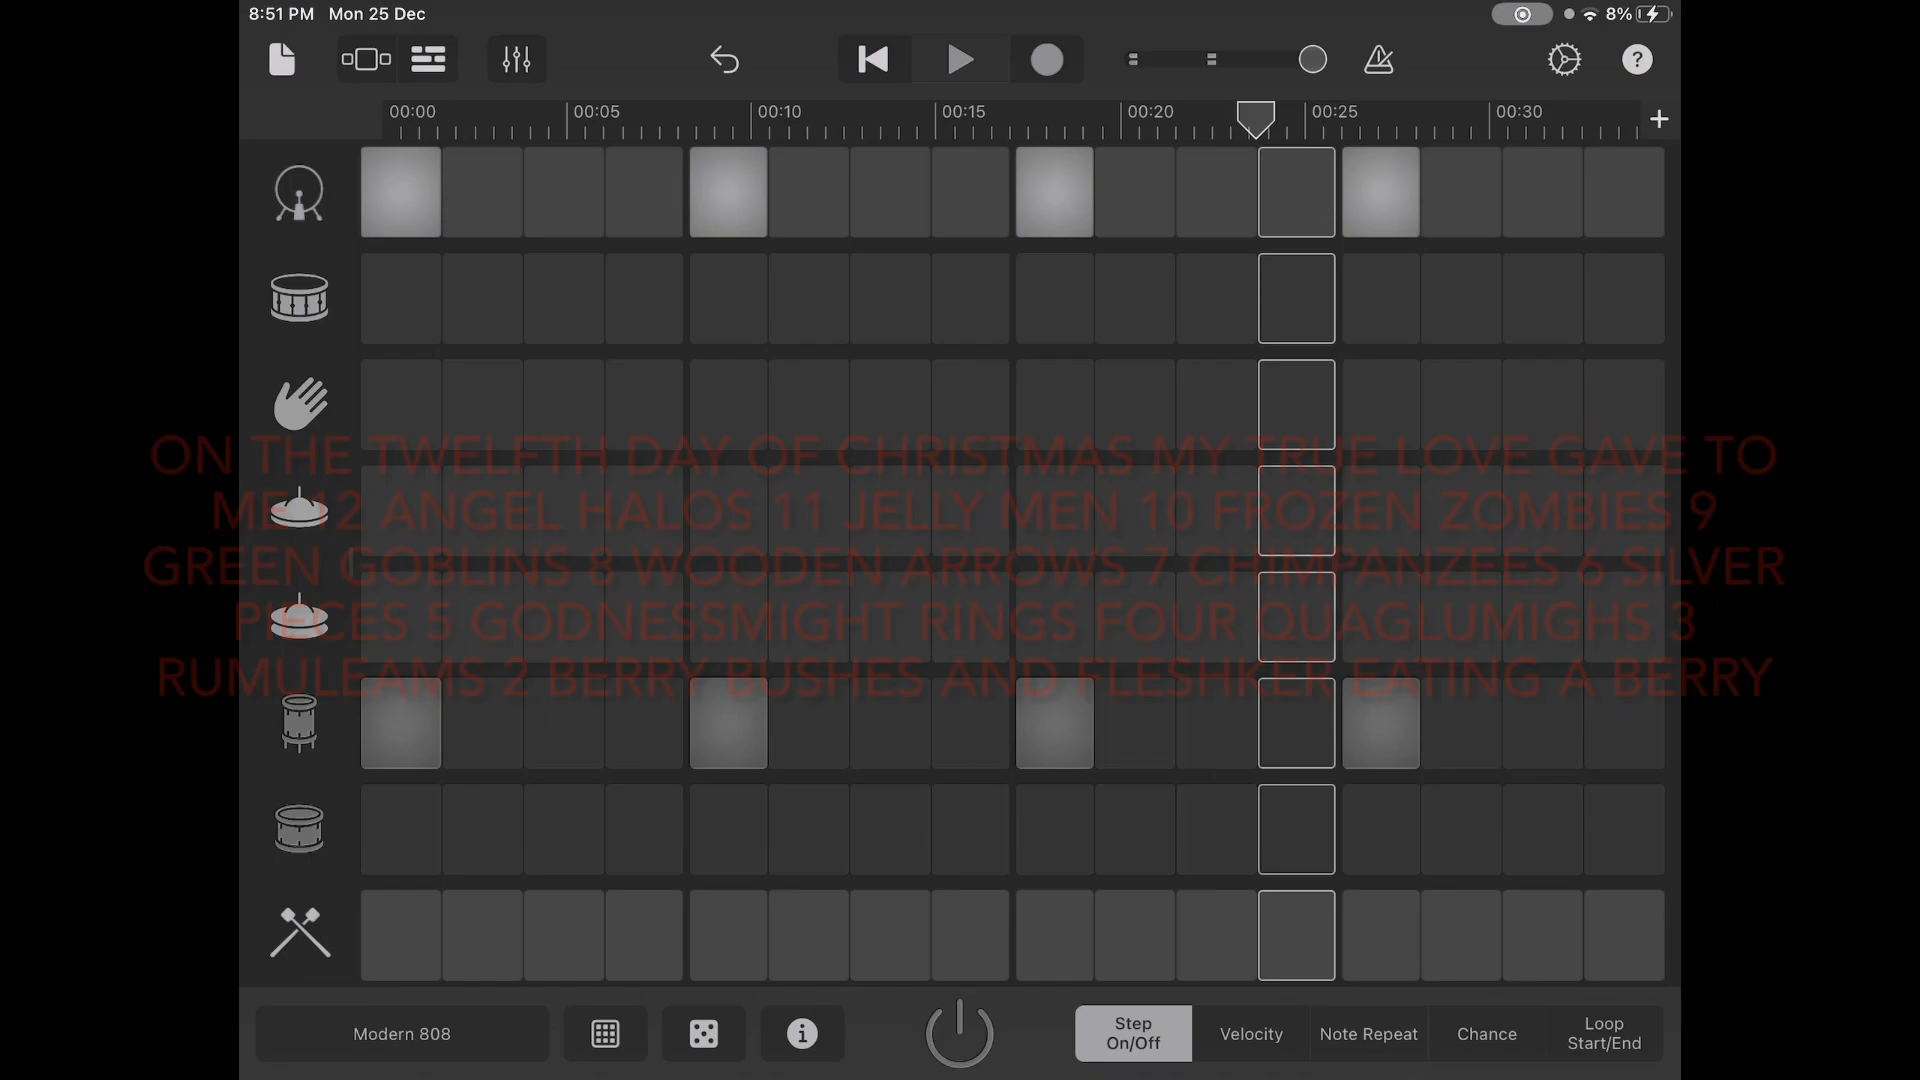 8:51 PM Mon 25 Dec
8%
00:00 00:05 00:10 00:15 00:20 00:25 00:30
ON THE TWELFTH DAY OF CHRISTMAS MY TRUE LOVE GAVE TO
ME 12 ANGEL HALOS 11 JELLY MEN 10 FROZEN ZOMBIES 9
GREEN GOBLINS 8 WOODEN ARROWS 7 CHIMPANZEES 6 SILVER
PIECES 5 GODNESSMIGHT RINGS FOUR QUAGLUMIGHS 3
RUMULEAMS 2 BERRY BUSHES AND FLESHKER EATING A BERRY
Modern 808
Step
On/Off
Velocity
Note Repeat
Chance
Loop
Start/End